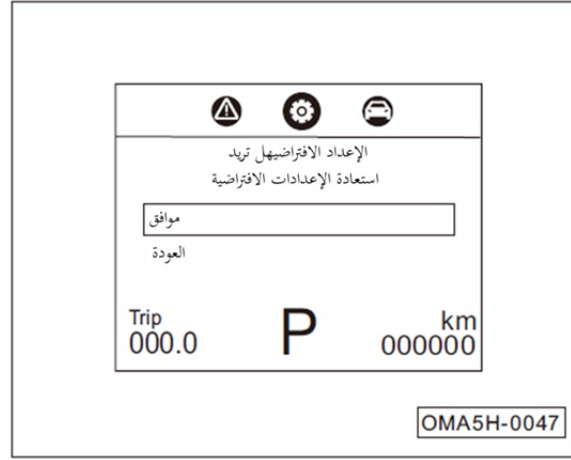 الإعداد الافتراضيهل تريد
استعادة الإعدادات الافتراضية
موافق
العودة
Trip
000.0
P
km
000000
OMA5H-0047